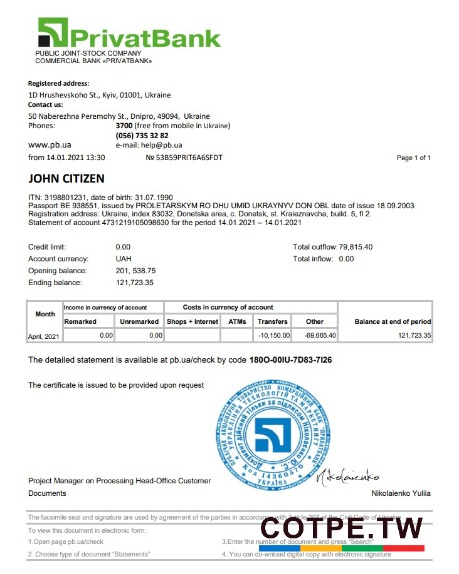 PrivatBank
PUBLIC JOINT-STOCK COMPANY
COMMERCIAL BANK «PRIVATBANK»
Registered address:
1D Hrushevskoho St., Kyiv, 01001, Ukraine
Contact us:
50 Naberezhna Peremohy St., Dnipro, 49094, Ukraine
Phones: 3700 (free from mobile in Ukraine)
(056) 735 32 82
www.pb.ua e-mail: help@pb.ua
from 14.01.2021 13:30 № 53B59PRIT6A6SFDT Page 1 of 1
JOHN CITIZEN
ITN: 3198801231, date of birth: 31.07.1990
Passport BE 938551, issued by PROLETARSKYM RO DHU UMID UKRAYNYV DON OBL date of issue 18.09.2003
Registration address: Ukraine, index 83032, Donetska area, c. Donetsk, st. Kraieznavcha, build. 5, fl 2.
Statement of account 4731219105098630 for the period 14.01.2021 – 14.01.2021
Credit limit: 0.00 Total outflow: 79,815.40
Account currency: UAH Total inflow: 0.00
Opening balance: 201, 538.75
Ending balance: 121,723.35
Month Income in currency of account Costs in currency of account Balance at end of period
Remarked Unremarked Shops + Internet ATMs Transfers Other
April, 2021 0.00 0.00 -10,150.00 -69,665.40 121,723.35
The detailed statement is available at pb.ua/check by code 180O-00IU-7D83-7I26
The certificate is issued to be provided upon request
Project Manager on Processing Head-Office Customer
Documents
Nikolaienko
Nikolaienko Yuliia
The facsimile seal and signature are used by agreement of the parties in accordance with Article 207 of the Civil Code of Ukraine
To view this document in electronic form:
1.Open page pb.ua/check 3.Enter the number of document and press "Search"
2. Choose type of document "Statements" 4. You can download digital copy with electronic signature
COTPE.TW